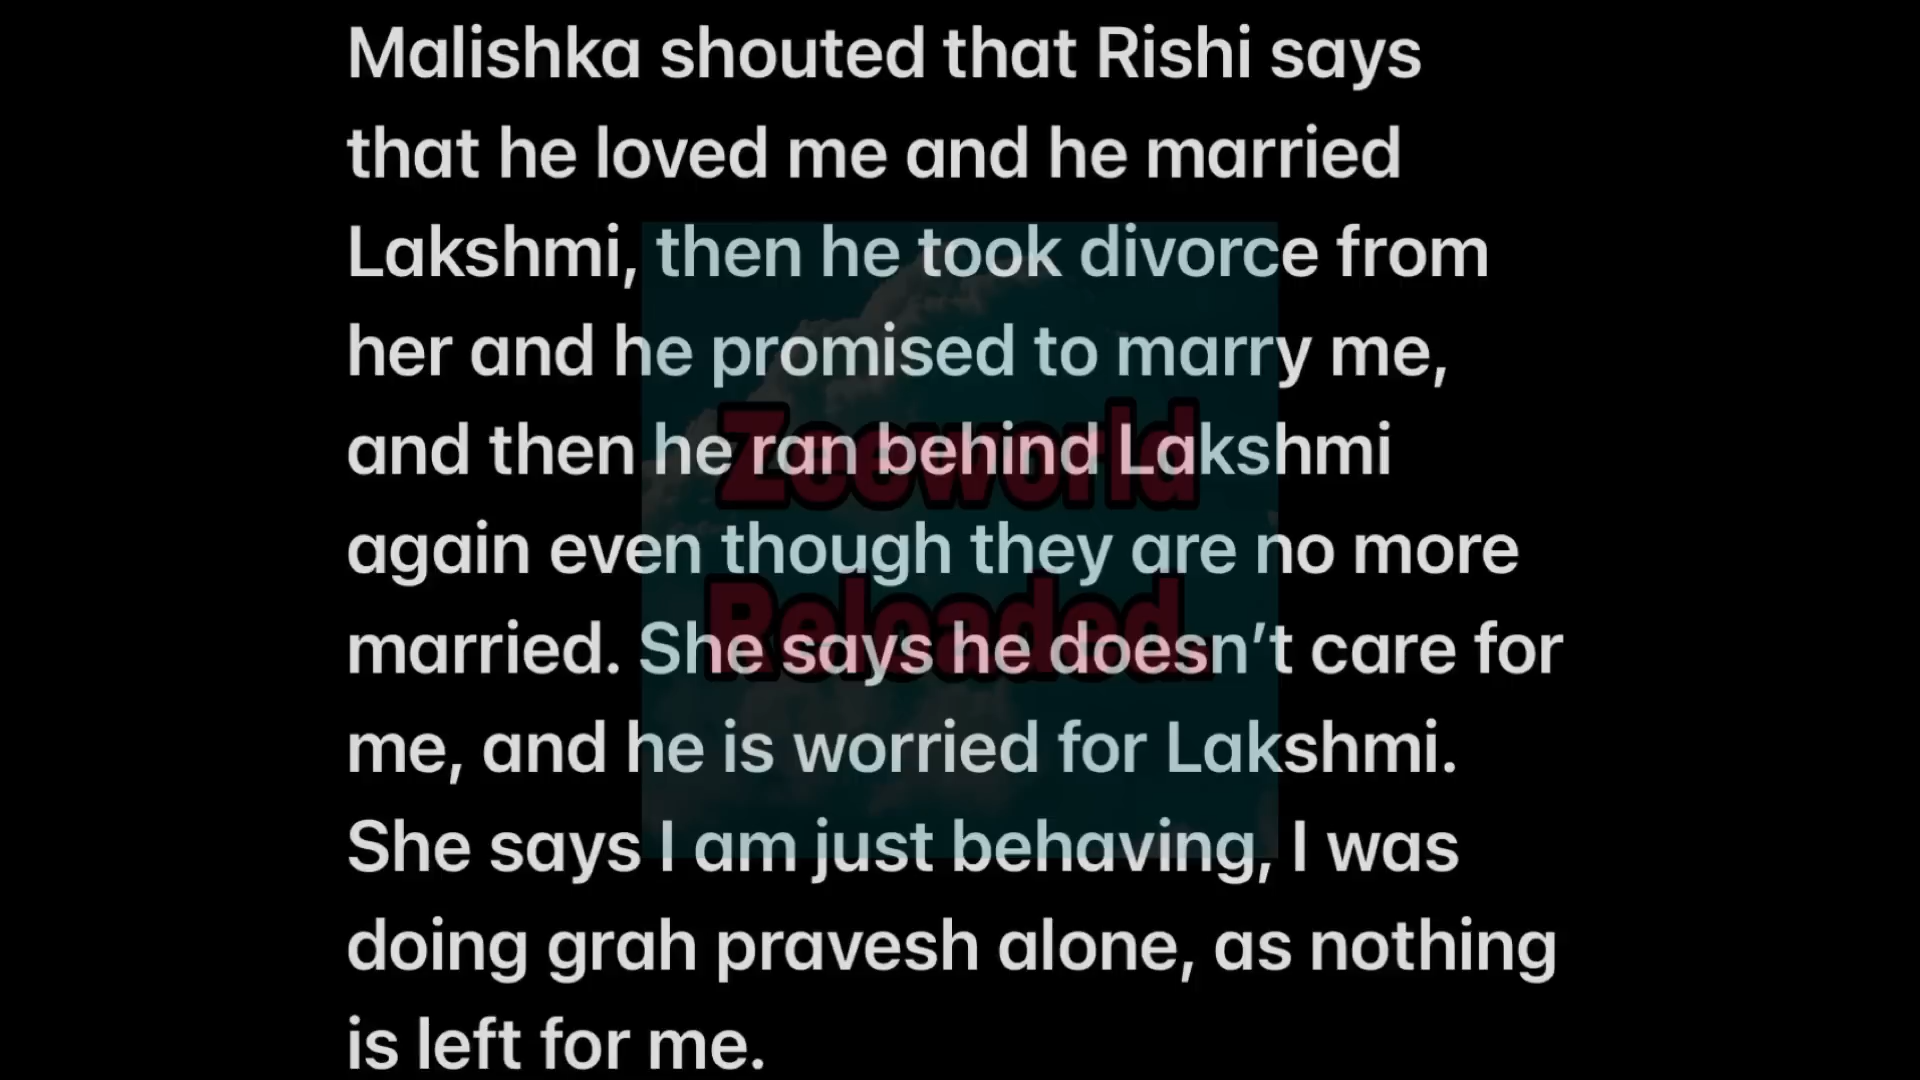 Malishka shouted that Rishi says
that he loved me and he married
Lakshmi, then he took divorce from
her and he promised to marry me,
and then he ran behind Lakshmi
again even though they are no more
married. She says he doesn’t care for
me, and he is worried for Lakshmi.
She says I am just behaving, I was
doing grah pravesh alone, as nothing
is left for me.
Zeeworld
Reloaded